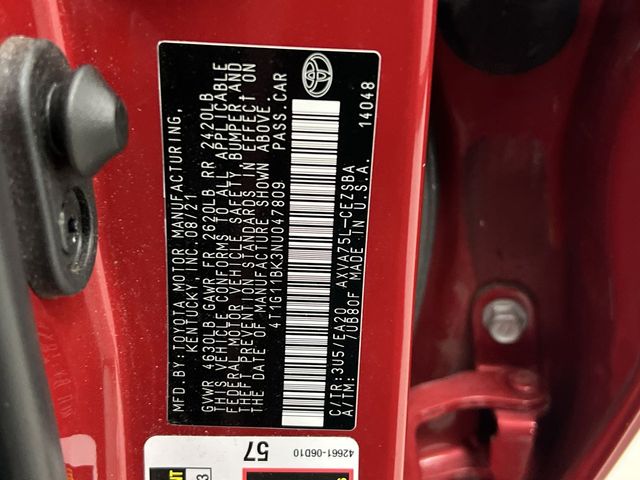 MFD. BY: TOYOTA MOTOR MANUFACTURING,
KENTUCKY, INC. 08/21
GVWR 4630LB GAWR FR 2620LB RR 2420LB
THIS VEHICLE CONFORMS TO ALL APPLICABLE
FEDERAL MOTOR VEHICLE SAFETY, BUMPER AND
THEFT PREVENTION STANDARDS IN EFFECT ON
THE DATE OF MANUFACTURE SHOWN ABOVE.
4T1G11BK3NU047809 PASS.CAR
C/TR:3U5/EA20 AXVA75L-CEZSBA
A/TM: /UB80F MADE IN U.S.A. 14048
42661-06D10
57